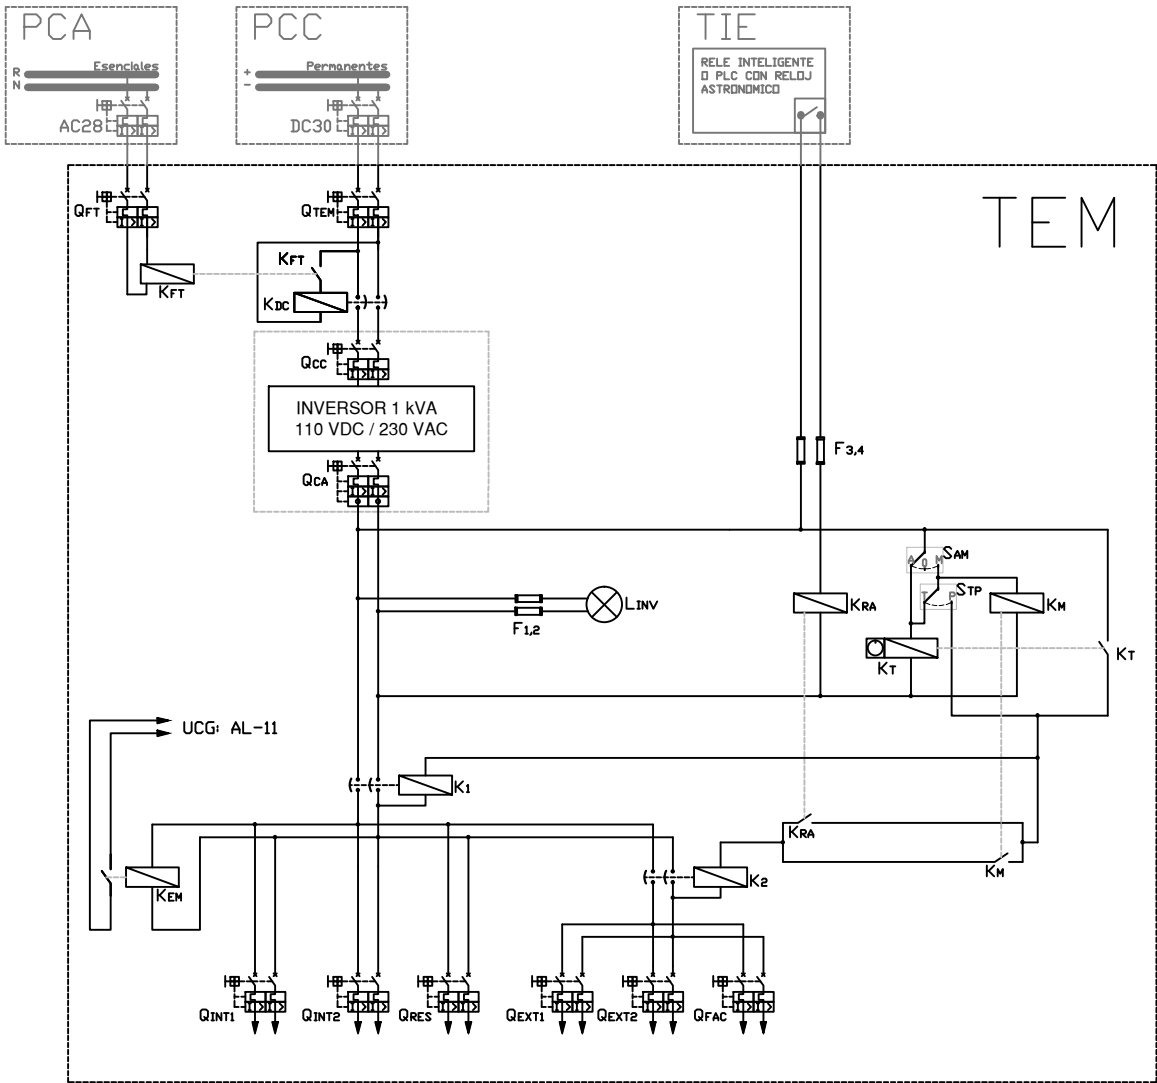 PCA
PCC
TIE
Esenciales
R
N
AC28
Permanentes
+
-
DC30
RELE INTELIGENTE
O PLC CON RELOJ
ASTRONOMICO
TEM
QFT
QTEM
KFT
KFT
KDC
QCC
INVERSOR 1 kVA
110 VDC / 230 VAC
QCA
F3,4
SAM
A O M
STP
T P
LINV
F1,2
KRA
KM
KT
KT
UCG: AL-11
K1
KRA
KM
K2
KEM
QINT1
QINT2
QRES
QEXT1
QEXT2
QFAC